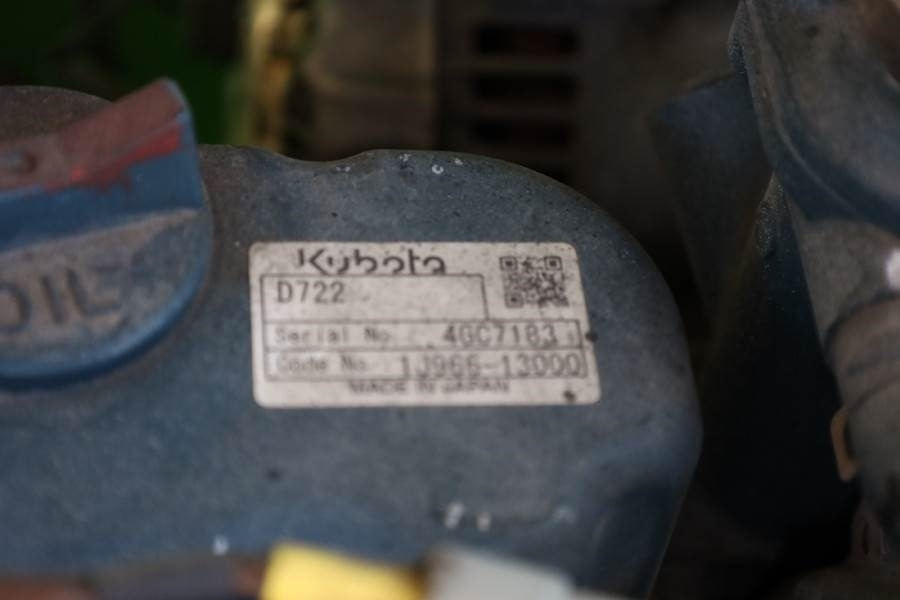 OIL
Kubota
D722
Serial No. 4GC7183
Code No. 1J966-13000
MADE IN JAPAN